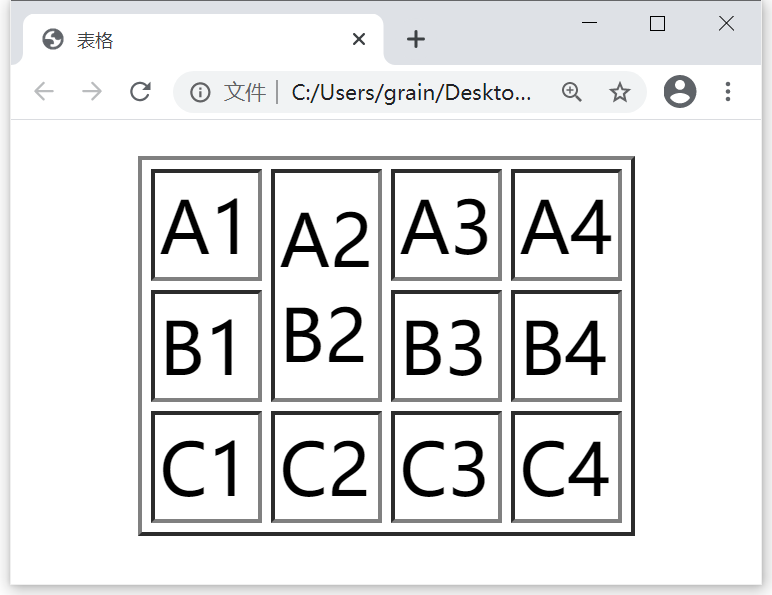 表格
文件 C:/Users/grain/Deskto...
A1 A2 A3 A4
B1 B2 B3 B4
C1 C2 C3 C4